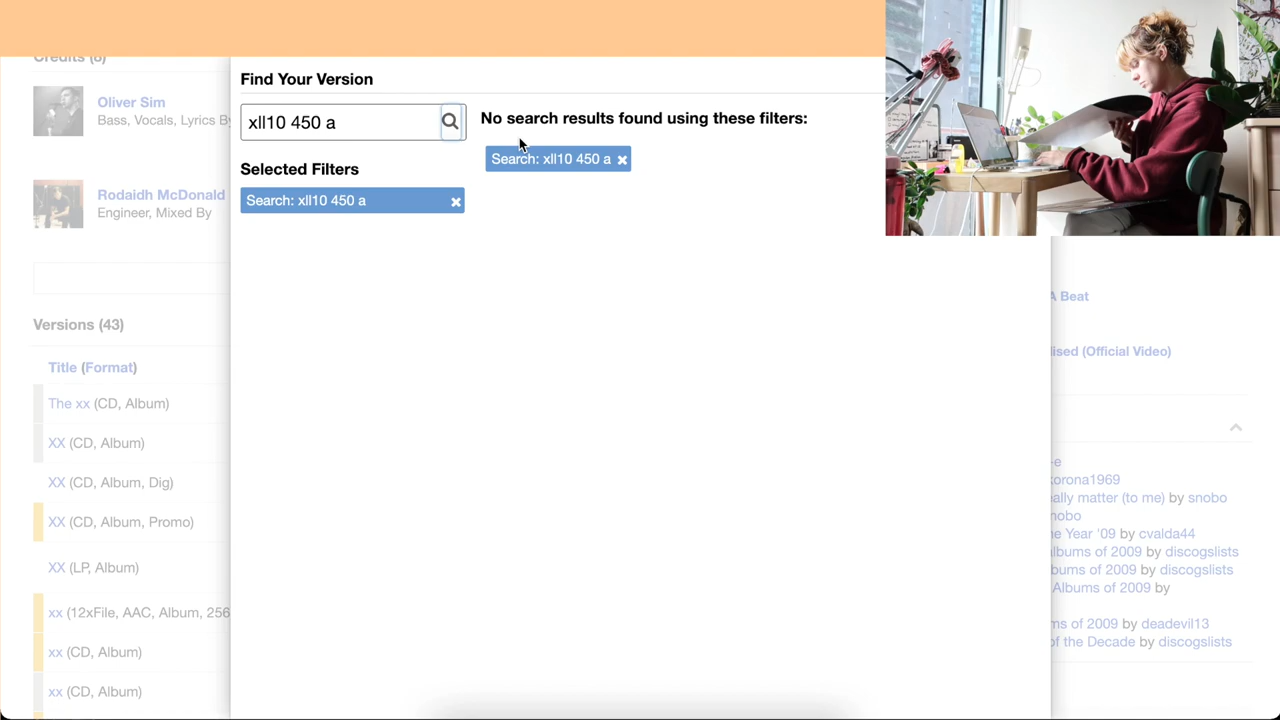 Credits (8)
Oliver Sim
Bass, Vocals, Lyrics By
Rodaidh McDonald
Engineer, Mixed By
Versions (43)
Title (Format)
The xx (CD, Album)
XX (CD, Album)
XX (CD, Album, Dig)
XX (CD, Album, Promo)
XX (LP, Album)
xx (12xFile, AAC, Album, 256
xx (CD, Album)
xx (CD, Album)
Find Your Version
xll10 450 a
Selected Filters
Search: xll10 450 a ×
No search results found using these filters:
Search: xll10 450 a ×
A Beat
ised (Official Video)
-e
korona1969
eally matter (to me) by snobo
nobo
he Year '09 by cvalda44
lbums of 2009 by discogslists
bums of 2009 by discogslists
Albums of 2009 by
ms of 2009 by deadevil13
of the Decade by discogslists